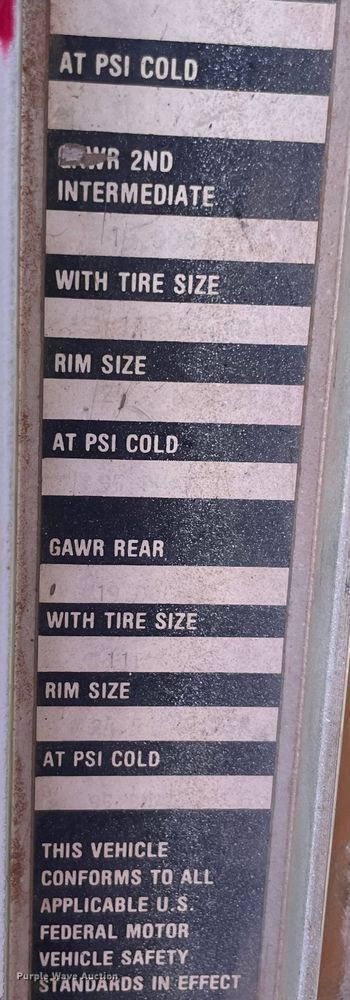 AT PSI COLD
GAWR 2ND
INTERMEDIATE
WITH TIRE SIZE
RIM SIZE
AT PSI COLD
GAWR REAR
WITH TIRE SIZE
11
RIM SIZE
AT PSI COLD
THIS VEHICLE
CONFORMS TO ALL
APPLICABLE U.S.
FEDERAL MOTOR
VEHICLE SAFETY
STANDARDS IN EFFECT
Purple Wave Auction